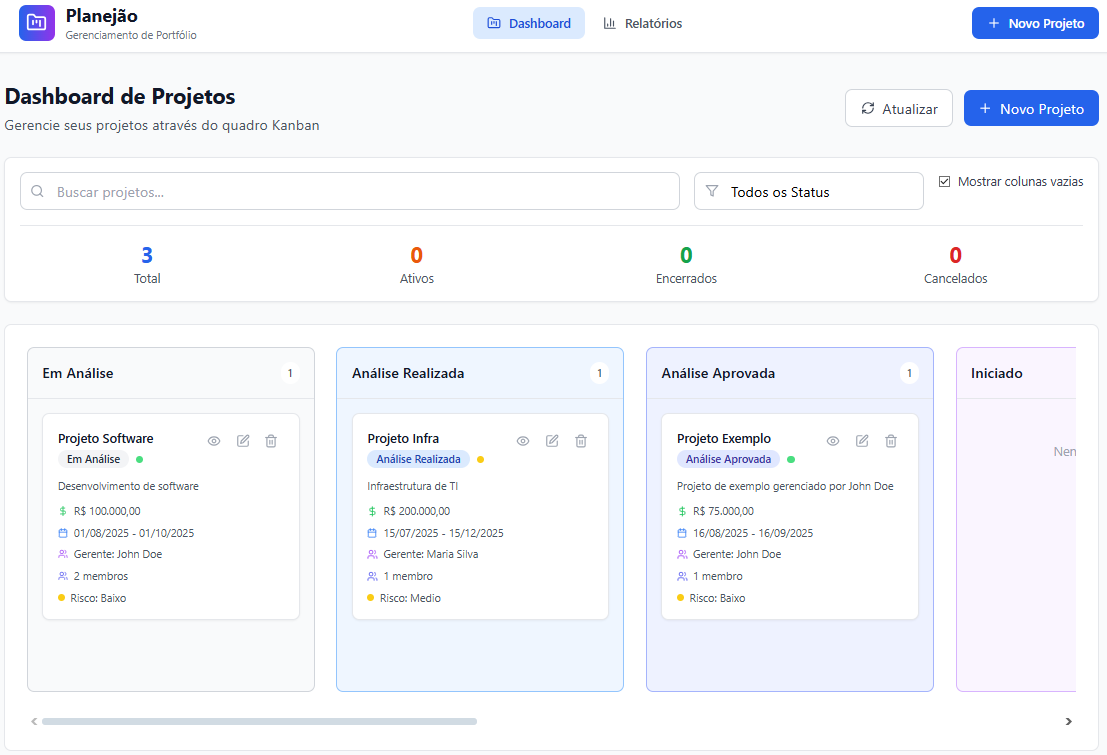 Planejão
Gerenciamento de Portfólio
Dashboard
Relatórios
Novo Projeto
Dashboard de Projetos
Gerencie seus projetos através do quadro Kanban
Atualizar
Novo Projeto
Buscar projetos...
Todos os Status
Mostrar colunas vazias
3
Total
0
Ativos
0
Encerrados
0
Cancelados
Em Análise
1
Projeto Software
Em Análise
Desenvolvimento de software
R$ 100.000,00
01/08/2025 - 01/10/2025
Gerente: John Doe
2 membros
Risco: Baixo
Análise Realizada
1
Projeto Infra
Análise Realizada
Infraestrutura de TI
R$ 200.000,00
15/07/2025 - 15/12/2025
Gerente: Maria Silva
1 membro
Risco: Medio
Análise Aprovada
1
Projeto Exemplo
Análise Aprovada
Projeto de exemplo gerenciado por John Doe
R$ 75.000,00
16/08/2025 - 16/09/2025
Gerente: John Doe
1 membro
Risco: Baixo
Iniciado